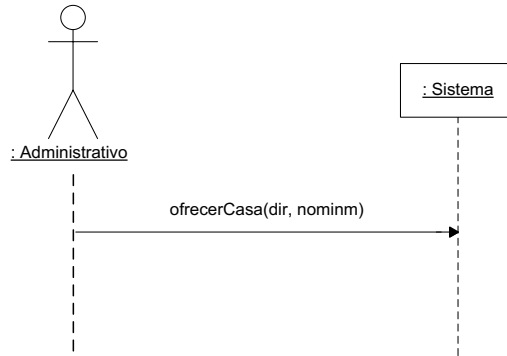 : Sistema
: Administrativo
ofrecerCasa(dir, nominm)